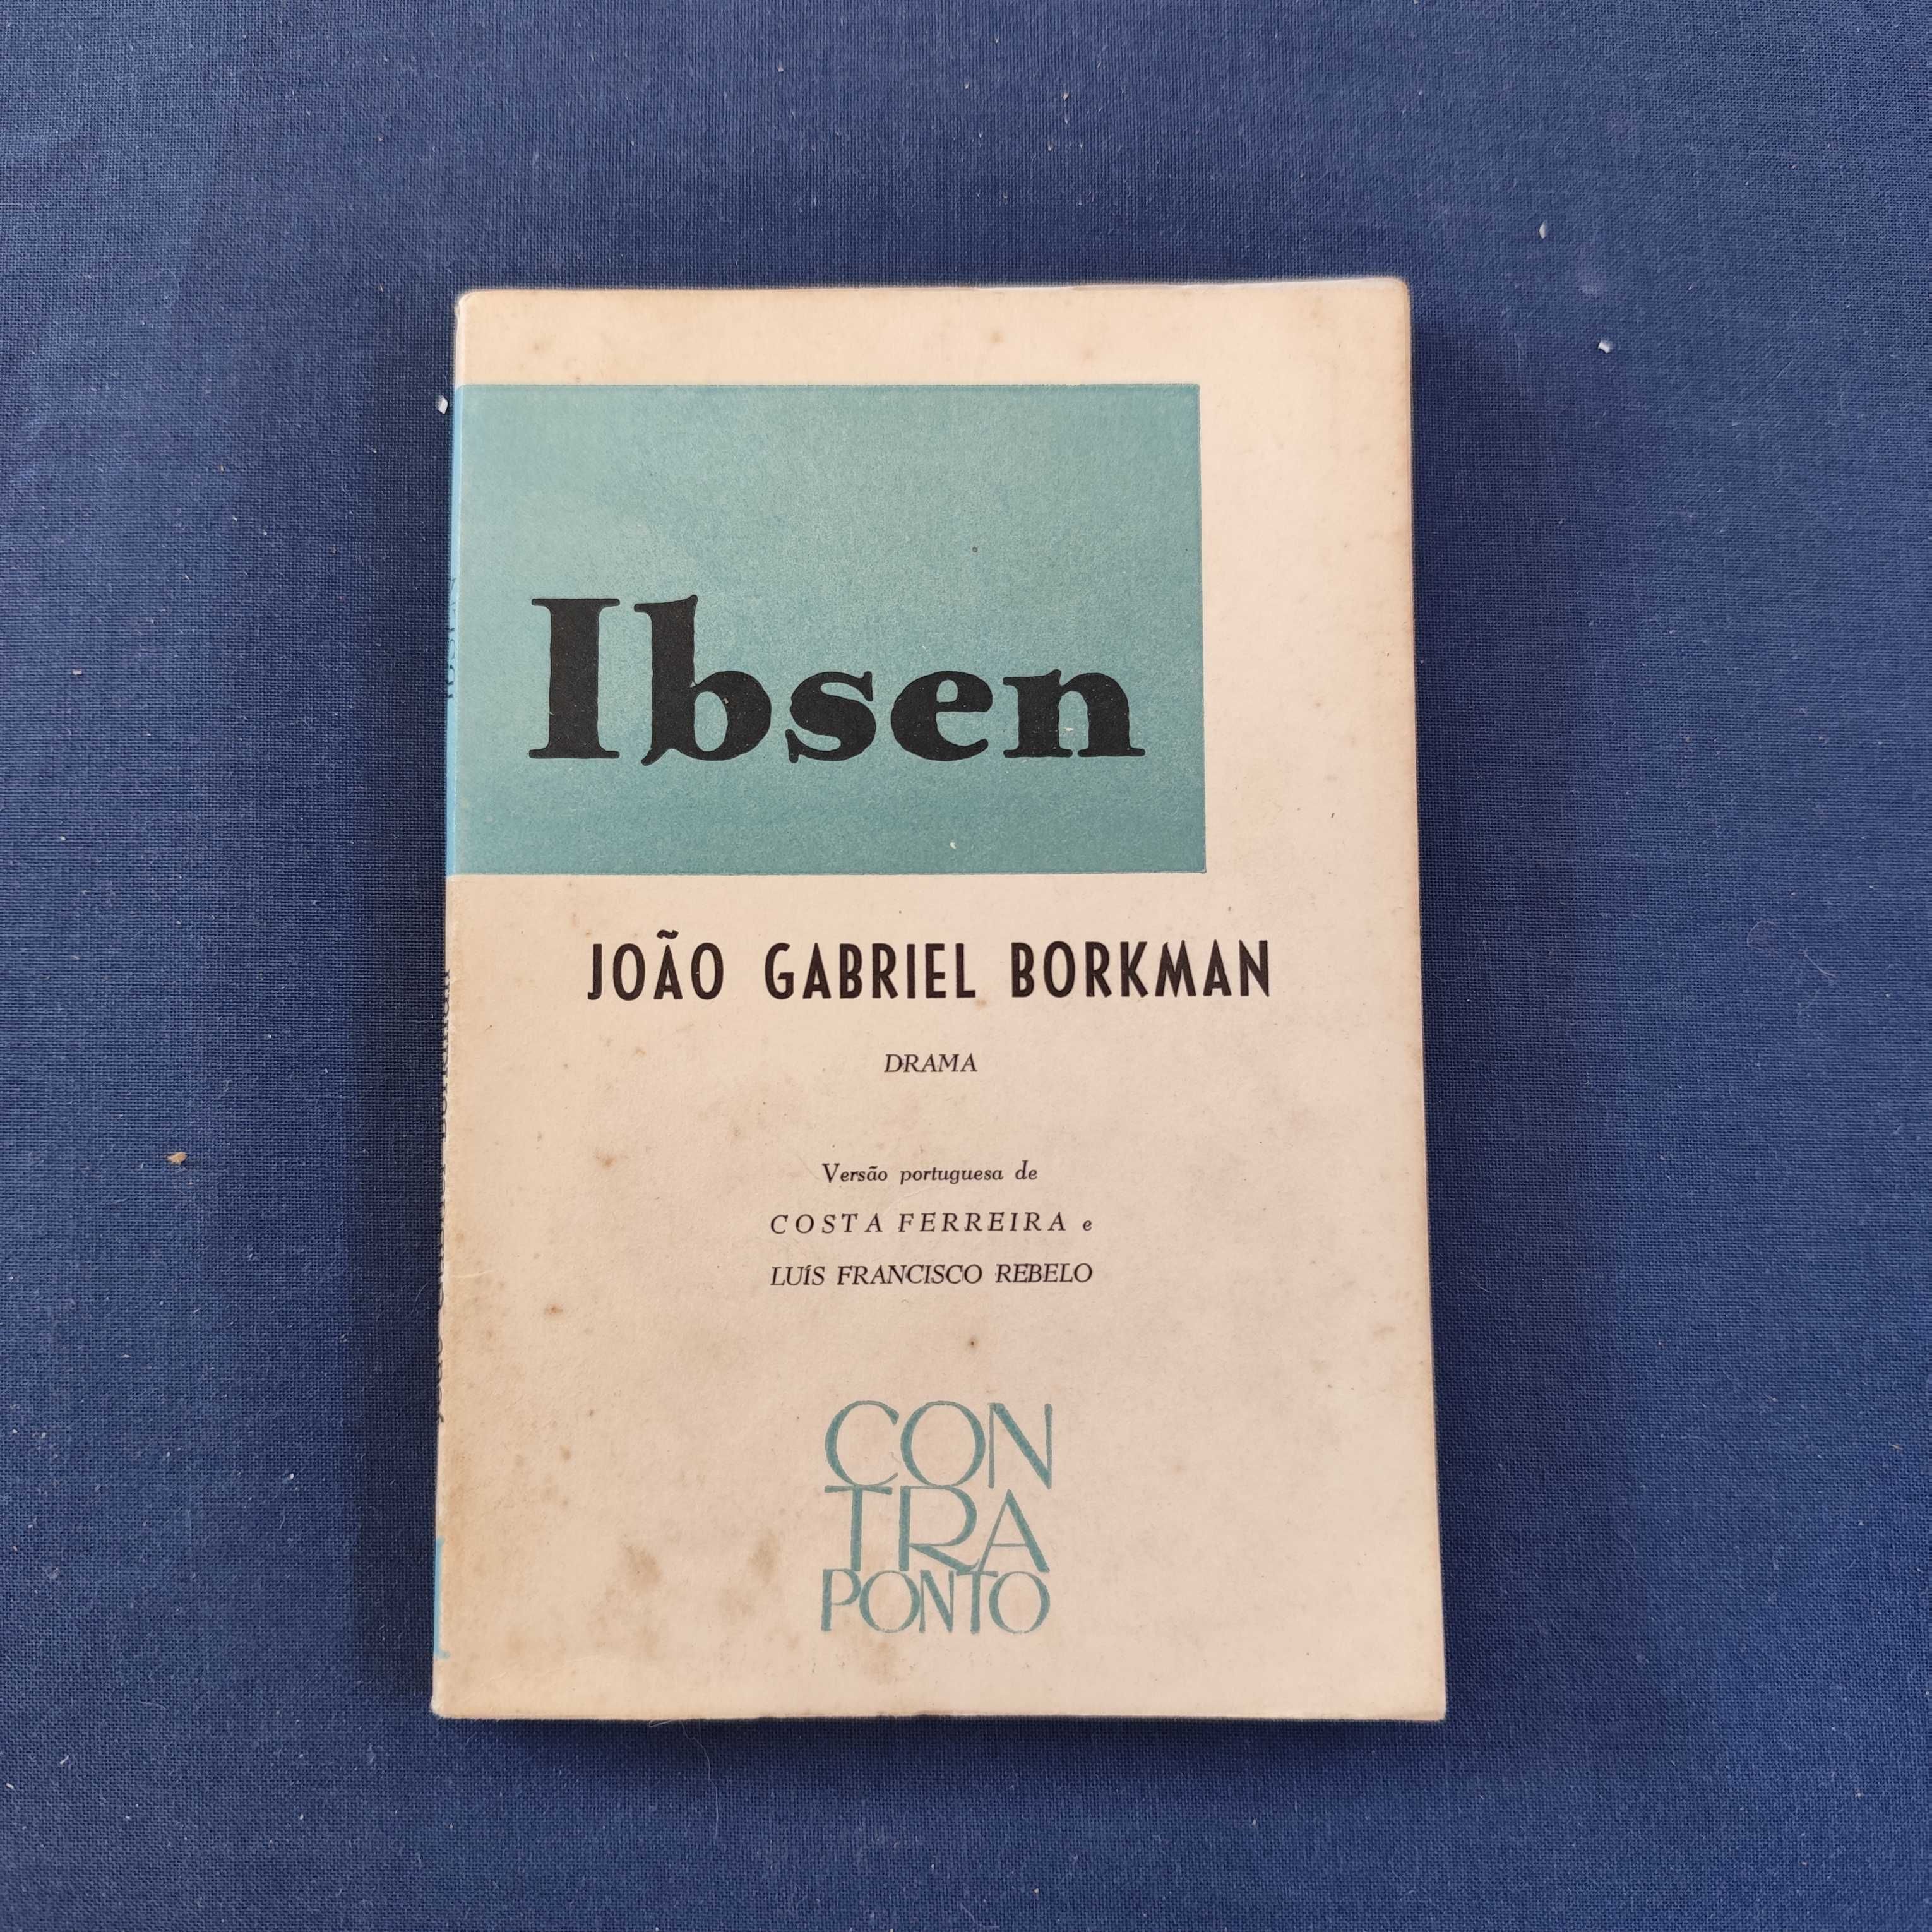 Ibsen
JOÃO GABRIEL BORKMAN
DRAMA
Versão portuguesa de
COSTA FERREIRA e
LUÍS FRANCISCO REBELO
CON
TRA
PONTO